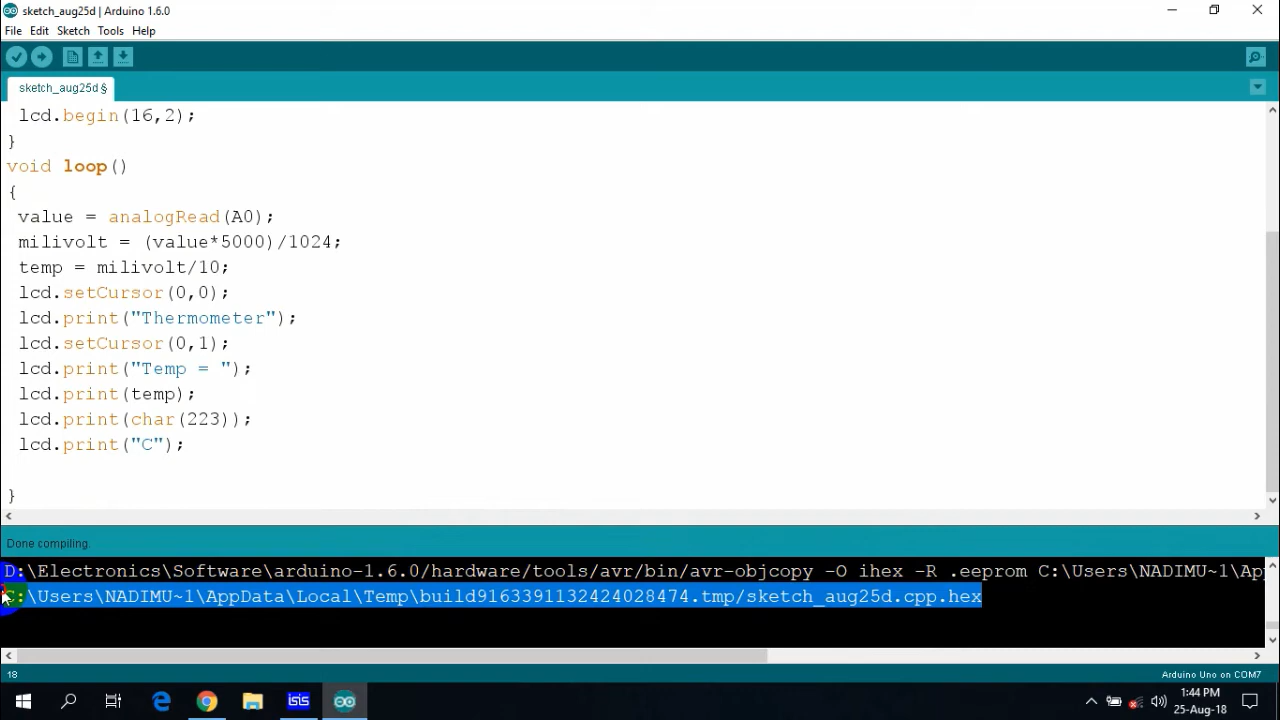 sketch_aug25d | Arduino 1.6.0
File Edit Sketch Tools Help
sketch_aug25d §
lcd.begin(16,2);
}
void loop()
{
value = analogRead(A0);
milivolt = (value*5000)/1024;
temp = milivolt/10;
lcd.setCursor(0,0);
lcd.print("Thermometer");
lcd.setCursor(0,1);
lcd.print("Temp = ");
lcd.print(temp);
lcd.print(char(223));
lcd.print("C");
}
Done compiling.
D:\Electronics\Software\arduino-1.6.0/hardware/tools/avr/bin/avr-objcopy -O ihex -R .eeprom C:\Users\NADIMU~1\Ap
C:\Users\NADIMU~1\AppData\Local\Temp\build9163391132424028474.tmp/sketch_aug25d.cpp.hex
18
Arduino Uno on COM7
isis
1:44 PM
25-Aug-18